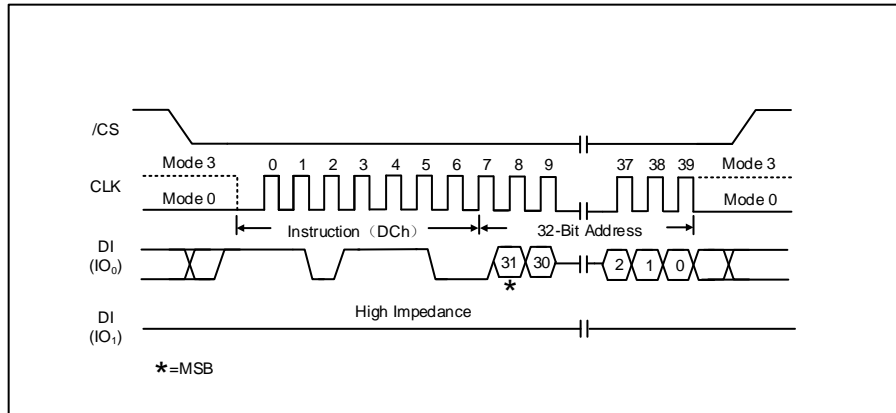 /CS
Mode 3 0 1 2 3 4 5 6 7 8 9 37 38 39 Mode 3
CLK
Mode 0 Mode 0
Instruction（DCh） 32-Bit Address
DI
(IO₀) 31 30 2 1 0
*
High Impedance
DI
(IO₁)
*=MSB